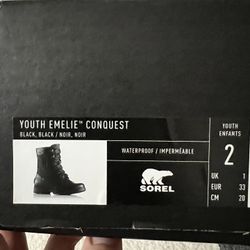 YOUTH EMELIE™ CONQUEST
BLACK, BLACK / NOIR, NOIR
WATERPROOF / IMPERMÉABLE
SOREL
YOUTH
ENFANTS
2
UK 1
EUR 33
CM 20